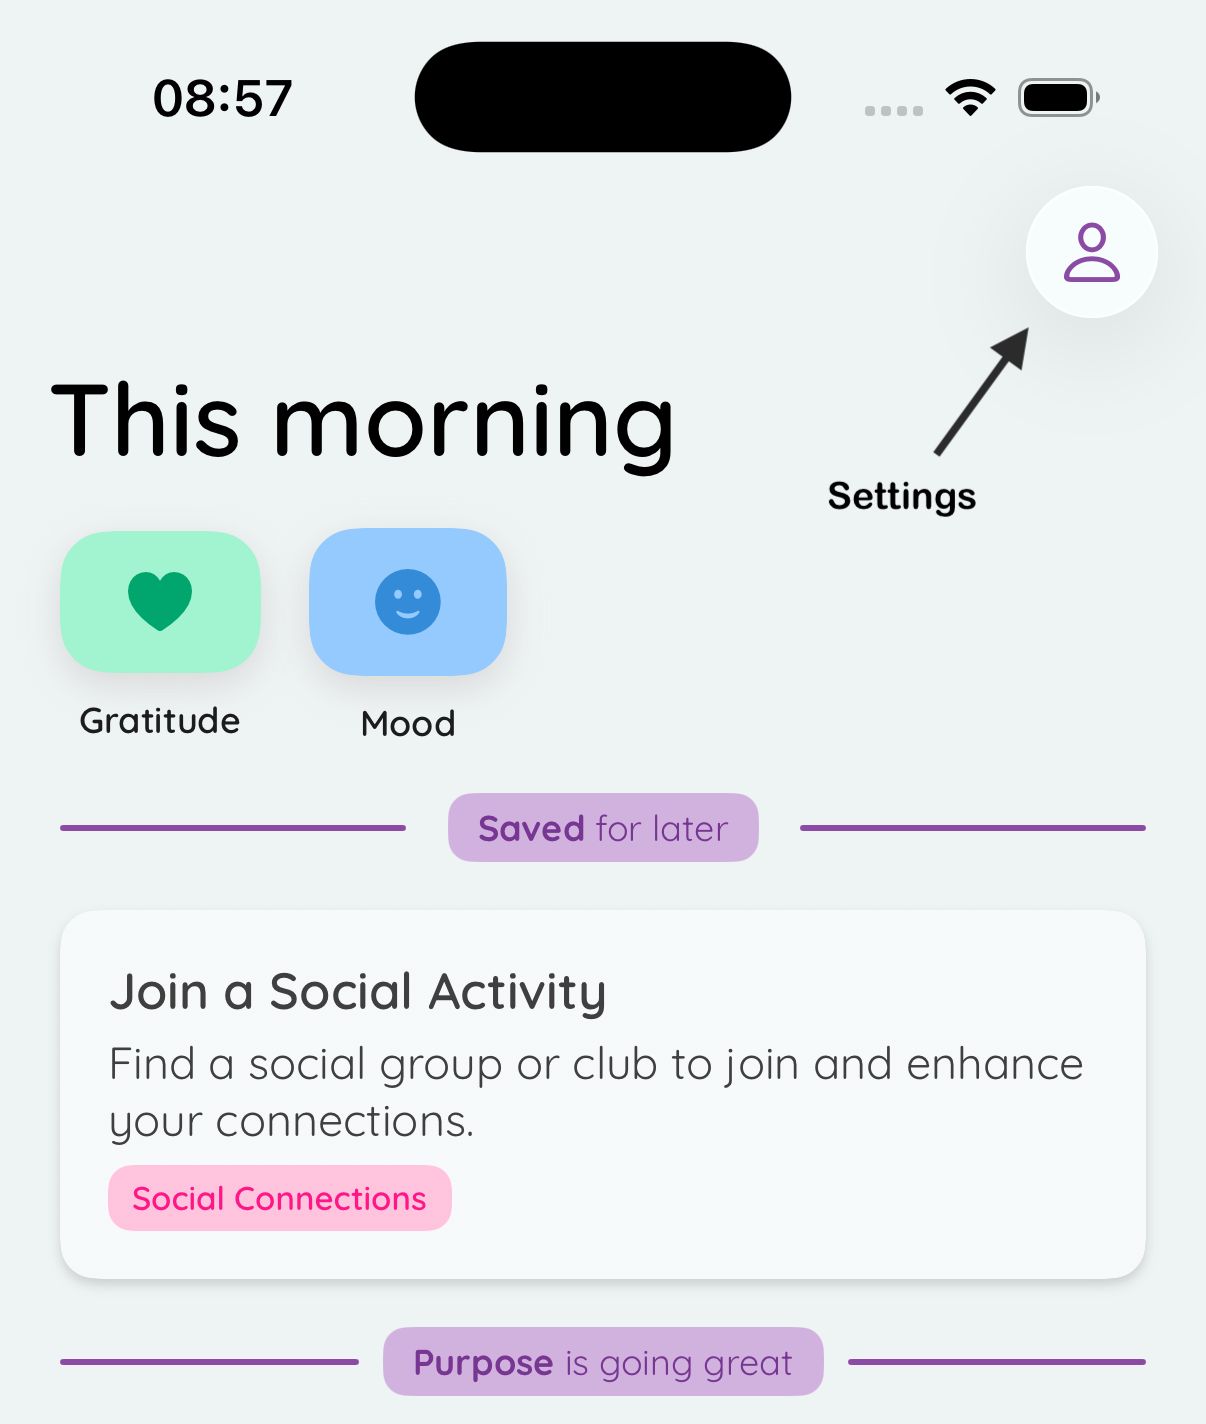 08:57
This morning
Settings
Gratitude
Mood
Saved for later
Join a Social Activity
Find a social group or club to join and enhance
your connections.
Social Connections
Purpose is going great